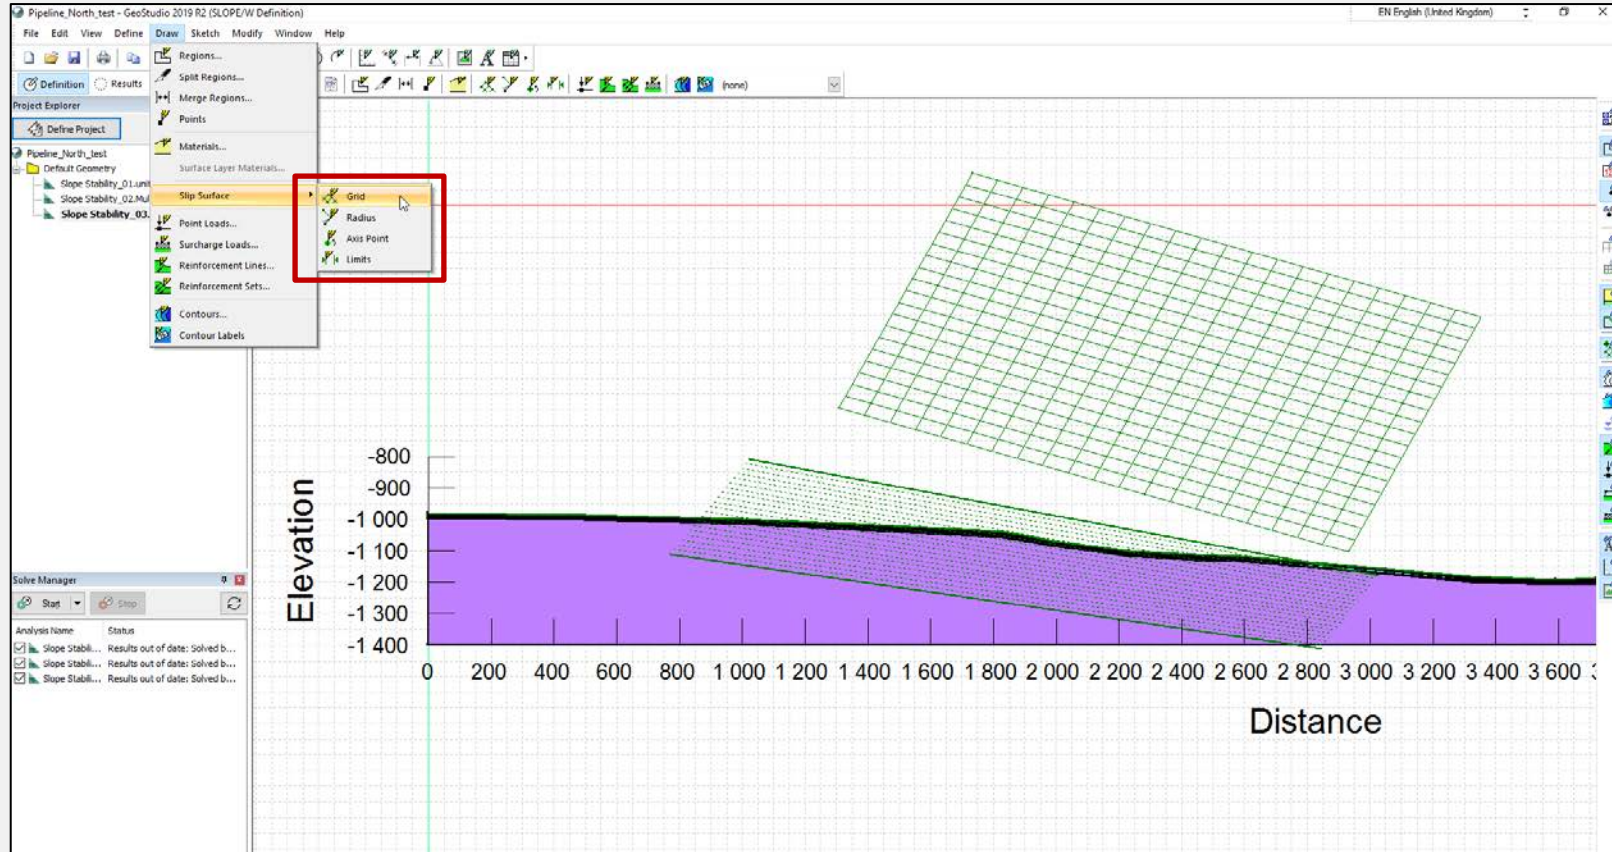 Pipeline_North_test - GeoStudio 2019 R2 (SLOPE/W Definition)
EN English (United Kingdom)
File Edit View Define Draw Sketch Modify Window Help
Definition Results
(none)
Project Explorer
Define Project
Pipeline_North_test
Default Geometry
Slope Stability_01.unit
Slope Stability_02.Mul
Slope Stability_03.
Regions...
Split Regions...
Merge Regions...
Points
Materials...
Surface Layer Materials...
Slip Surface
Point Loads...
Surcharge Loads...
Reinforcement Lines...
Reinforcement Sets...
Contours...
Contour Labels
Grid
Radius
Axis Point
Limits
Solve Manager
Start Stop
Analysis Name Status
Slope Stabili... Results out of date: Solved b...
Slope Stabili... Results out of date: Solved b...
Slope Stabili... Results out of date: Solved b...
Elevation
-800
-900
-1 000
-1 100
-1 200
-1 300
-1 400
0 200 400 600 800 1 000 1 200 1 400 1 600 1 800 2 000 2 200 2 400 2 600 2 800 3 000 3 200 3 400 3 600
Distance